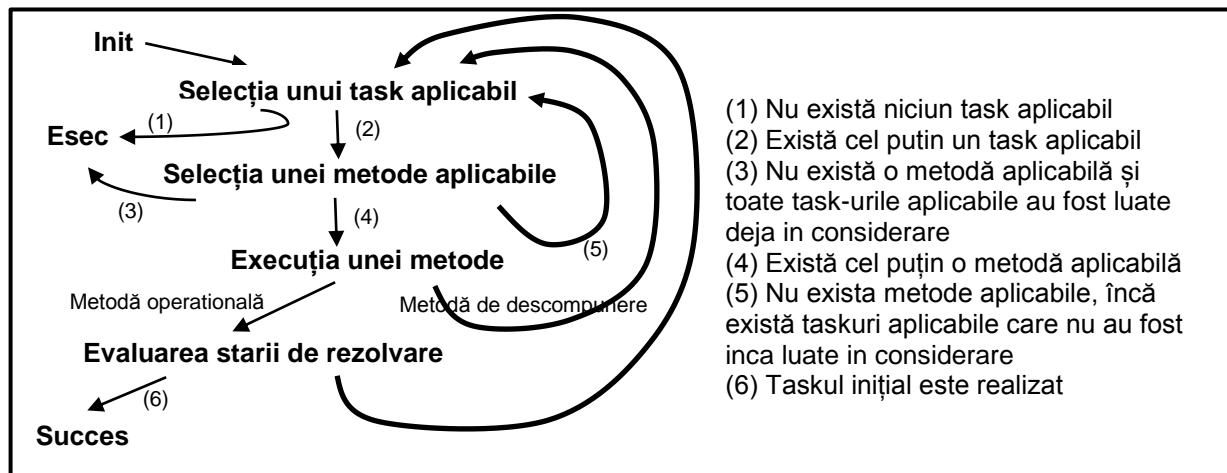 Init
Selecția unui task aplicabil
(1)
(2)
Esec
Selecția unei metode aplicabile
(3)
(4)
(5)
Execuția unei metode
Metodă operatională
Metodă de descompunere
Evaluarea starii de rezolvare
(6)
Succes
(1) Nu există niciun task aplicabil
(2) Există cel putin un task aplicabil
(3) Nu există o metodă aplicabilă și
toate task-urile aplicabile au fost luate
deja in considerare
(4) Există cel puțin o metodă aplicabilă
(5) Nu exista metode aplicabile, încă
există taskuri aplicabile care nu au fost
inca luate in considerare
(6) Taskul inițial este realizat